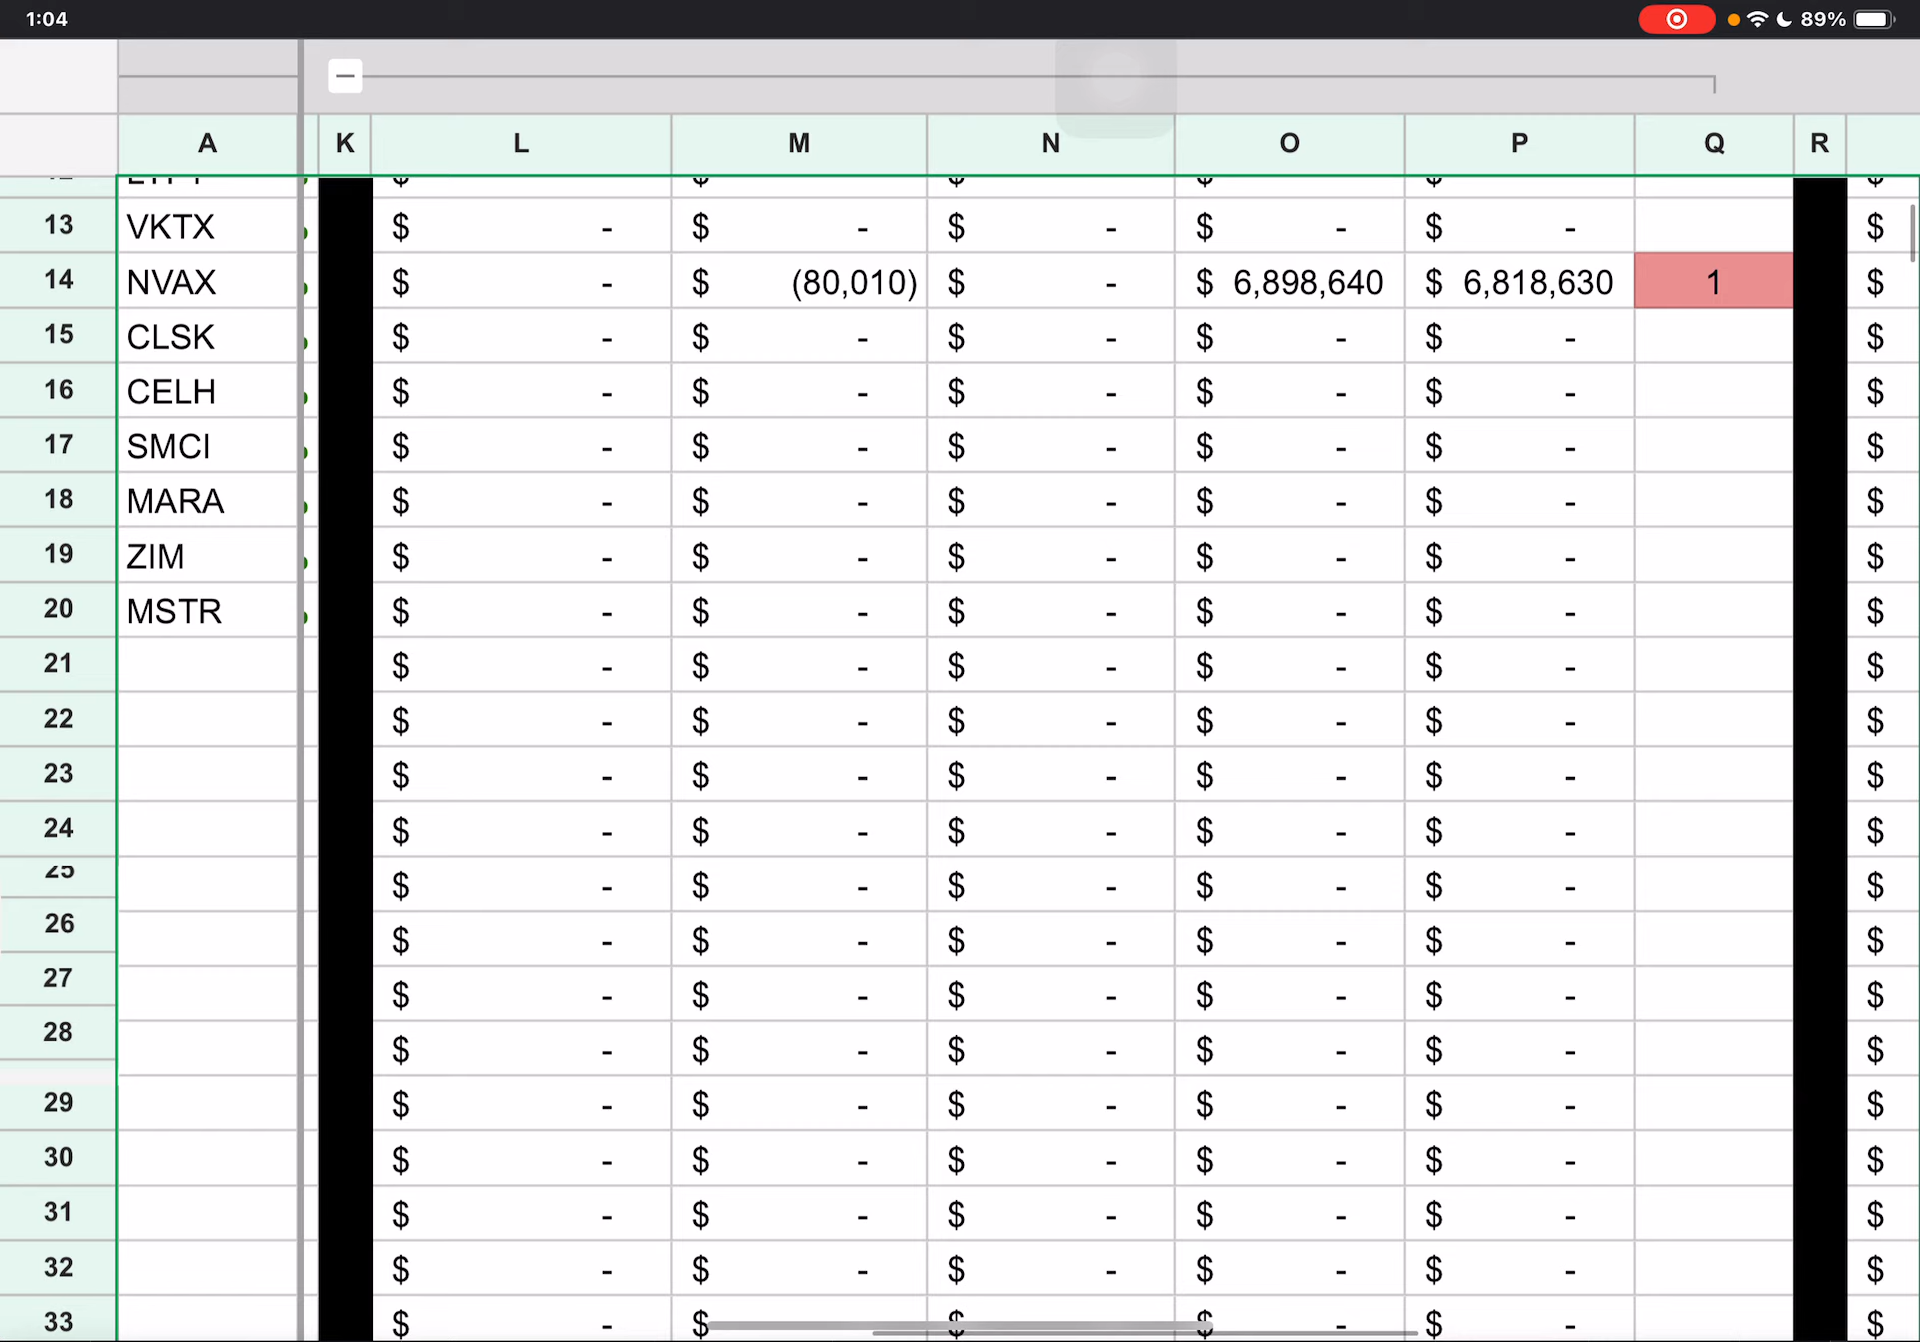 1:04 89%
A K L M N O P Q R
13 VKTX $ - $ - $ - $ - $ - $
14 NVAX $ - $ (80,010) $ - $ 6,898,640 $ 6,818,630 1 $
15 CLSK $ - $ - $ - $ - $ - $
16 CELH $ - $ - $ - $ - $ - $
17 SMCI $ - $ - $ - $ - $ - $
18 MARA $ - $ - $ - $ - $ - $
19 ZIM $ - $ - $ - $ - $ - $
20 MSTR $ - $ - $ - $ - $ - $
21 $ - $ - $ - $ - $ - $
22 $ - $ - $ - $ - $ - $
23 $ - $ - $ - $ - $ - $
24 $ - $ - $ - $ - $ - $
25 $ - $ - $ - $ - $ - $
26 $ - $ - $ - $ - $ - $
27 $ - $ - $ - $ - $ - $
28 $ - $ - $ - $ - $ - $
29 $ - $ - $ - $ - $ - $
30 $ - $ - $ - $ - $ - $
31 $ - $ - $ - $ - $ - $
32 $ - $ - $ - $ - $ - $
33 $ - $ - $ - $ - $ - $